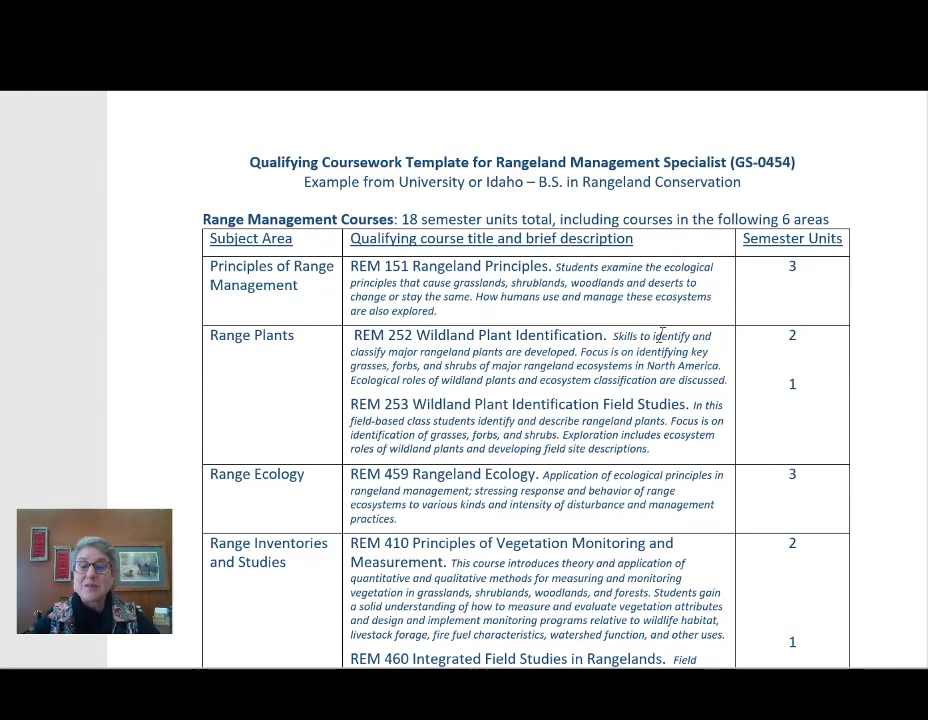 Qualifying Coursework Template for Rangeland Management Specialist (GS-0454)
Example from University or Idaho – B.S. in Rangeland Conservation
Range Management Courses: 18 semester units total, including courses in the following 6 areas
Subject Area
Qualifying course title and brief description
Semester Units
Principles of Range
Management
REM 151 Rangeland Principles. Students examine the ecological
principles that cause grasslands, shrublands, woodlands and deserts to
change or stay the same. How humans use and manage these ecosystems
are also explored.
3
Range Plants
REM 252 Wildland Plant Identification. Skills to identify and
classify major rangeland plants are developed. Focus is on identifying key
grasses, forbs, and shrubs of major rangeland ecosystems in North America.
Ecological roles of wildland plants and ecosystem classification are discussed.
2
REM 253 Wildland Plant Identification Field Studies. In this
field-based class students identify and describe rangeland plants. Focus is on
identification of grasses, forbs, and shrubs. Exploration includes ecosystem
roles of wildland plants and developing field site descriptions.
1
Range Ecology
REM 459 Rangeland Ecology. Application of ecological principles in
rangeland management; stressing response and behavior of range
ecosystems to various kinds and intensity of disturbance and management
practices.
3
Range Inventories
and Studies
REM 410 Principles of Vegetation Monitoring and
Measurement. This course introduces theory and application of
quantitative and qualitative methods for measuring and monitoring
vegetation in grasslands, shrublands, woodlands, and forests. Students gain
a solid understanding of how to measure and evaluate vegetation attributes
and design and implement monitoring programs relative to wildlife habitat,
livestock forage, fire fuel characteristics, watershed function, and other uses.
2
REM 460 Integrated Field Studies in Rangelands. Field
1